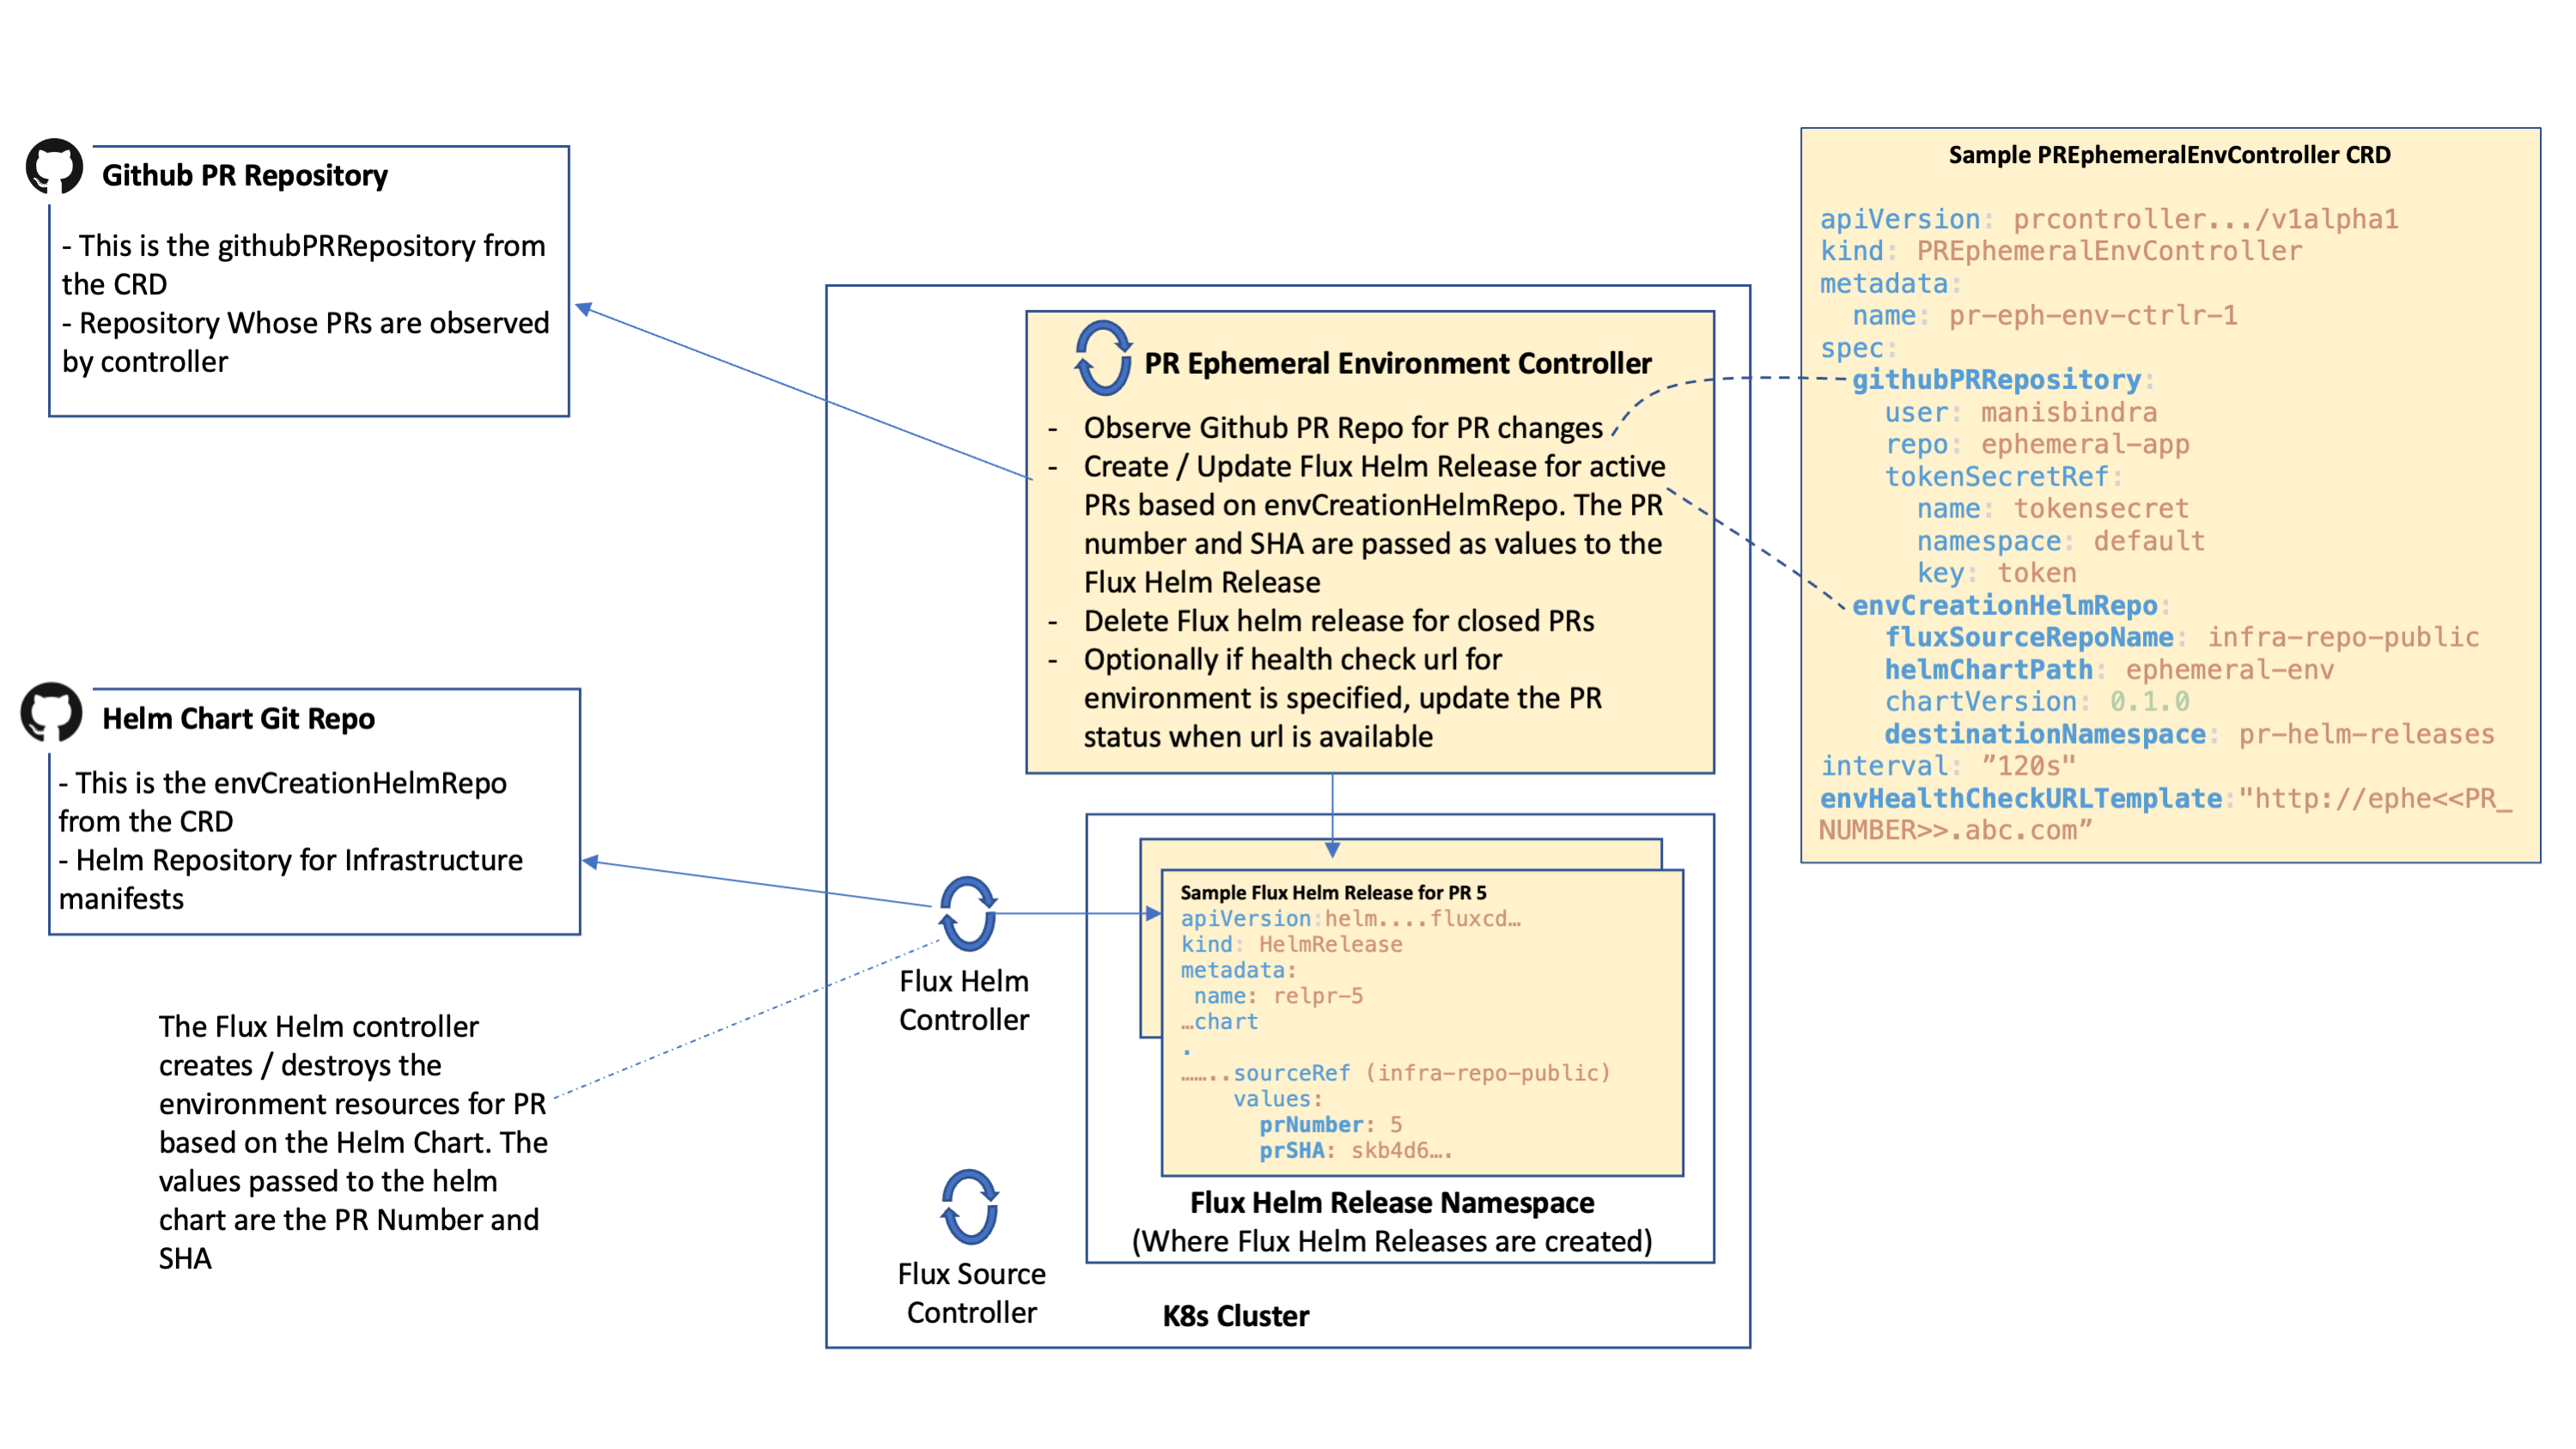 Github PR Repository
- This is the githubPRRepository from
the CRD
- Repository Whose PRs are observed
by controller
Helm Chart Git Repo
- This is the envCreationHelmRepo
from the CRD
- Helm Repository for Infrastructure
manifests
The Flux Helm controller
creates / destroys the
environment resources for PR
based on the Helm Chart. The
values passed to the helm
chart are the PR Number and
SHA
PR Ephemeral Environment Controller
- Observe Github PR Repo for PR changes
- Create / Update Flux Helm Release for active
PRs based on envCreationHelmRepo. The PR
number and SHA are passed as values to the
Flux Helm Release
- Delete Flux helm release for closed PRs
- Optionally if health check url for
environment is specified, update the PR
status when url is available
Flux Helm
Controller
Flux Source
Controller
Sample Flux Helm Release for PR 5
apiVersion:helm....fluxcd…
kind: HelmRelease
metadata:
name: relpr-5
…chart
.
……..sourceRef (infra-repo-public)
values:
prNumber: 5
prSHA: skb4d6….
Flux Helm Release Namespace
(Where Flux Helm Releases are created)
K8s Cluster
Sample PREphemeralEnvController CRD
apiVersion: prcontroller.../v1alpha1
kind: PREphemeralEnvController
metadata:
name: pr-eph-env-ctrlr-1
spec:
githubPRRepository:
user: manisbindra
repo: ephemeral-app
tokenSecretRef:
name: tokensecret
namespace: default
key: token
envCreationHelmRepo:
fluxSourceRepoName: infra-repo-public
helmChartPath: ephemeral-env
chartVersion: 0.1.0
destinationNamespace: pr-helm-releases
interval: ”120s"
envHealthCheckURLTemplate:"http://ephe<<PR_
NUMBER>>.abc.com”